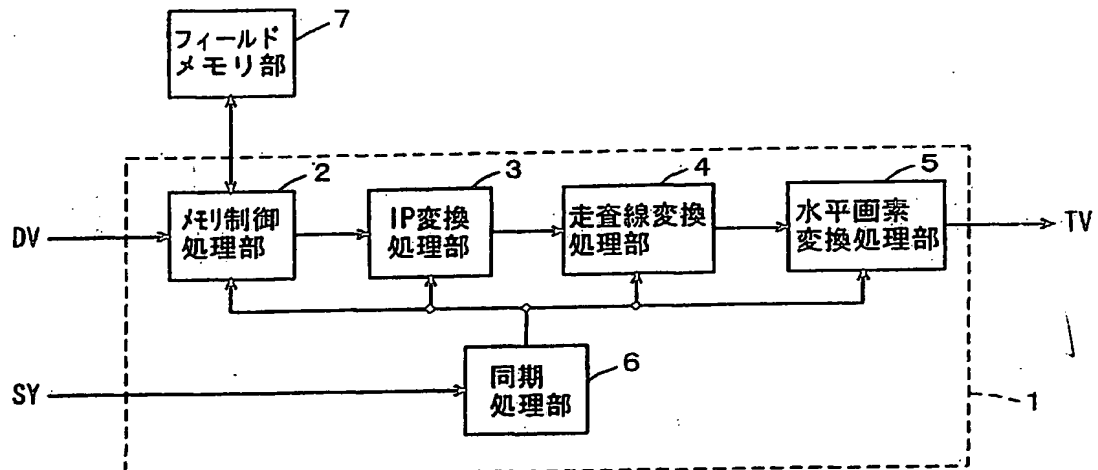 フィールド
メモリ部
7
メモリ制御
処理部
2
IP変換
処理部
3
走査線変換
処理部
4
水平画素
変換処理部
5
DV
TV
同期
処理部
6
SY
1